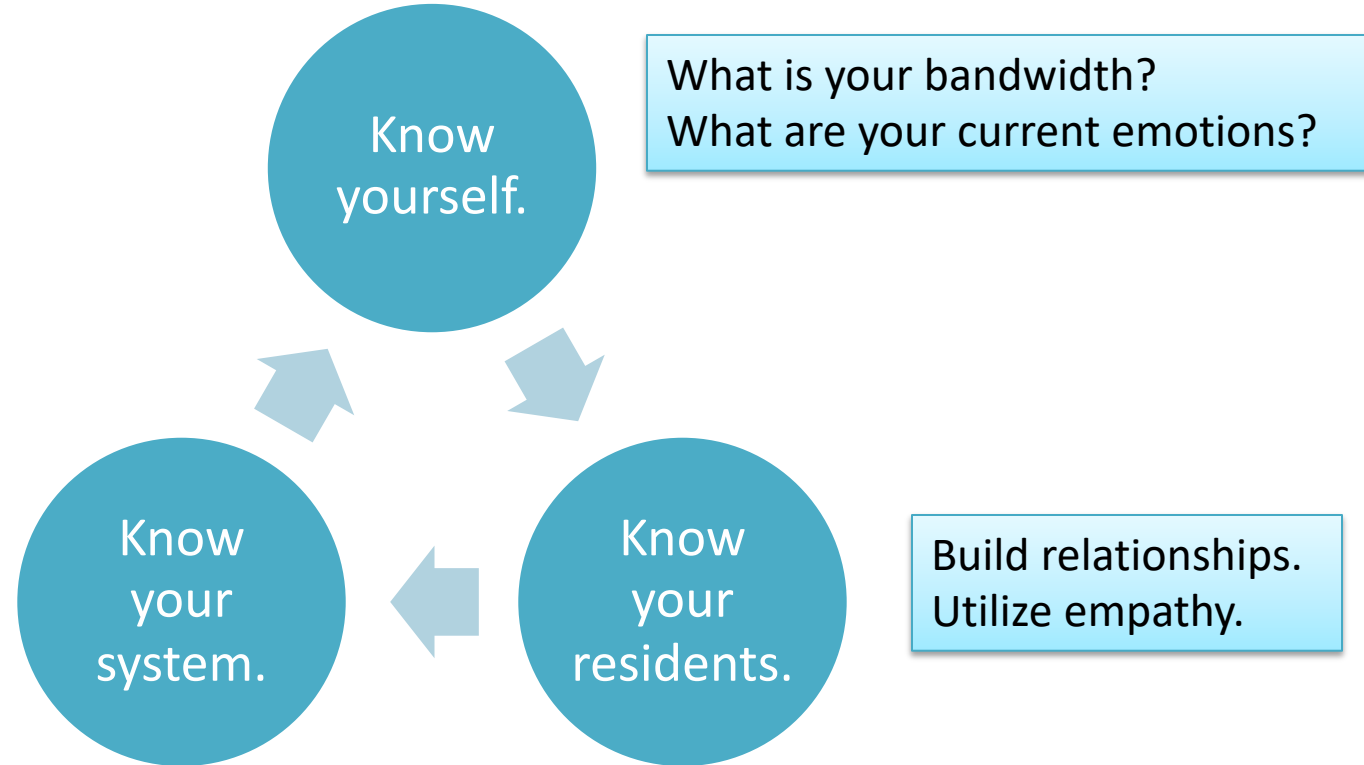 Know
yourself.
What is your bandwidth?
What are your current emotions?
Know
your
residents.
Build relationships.
Utilize empathy.
Know
your
system.